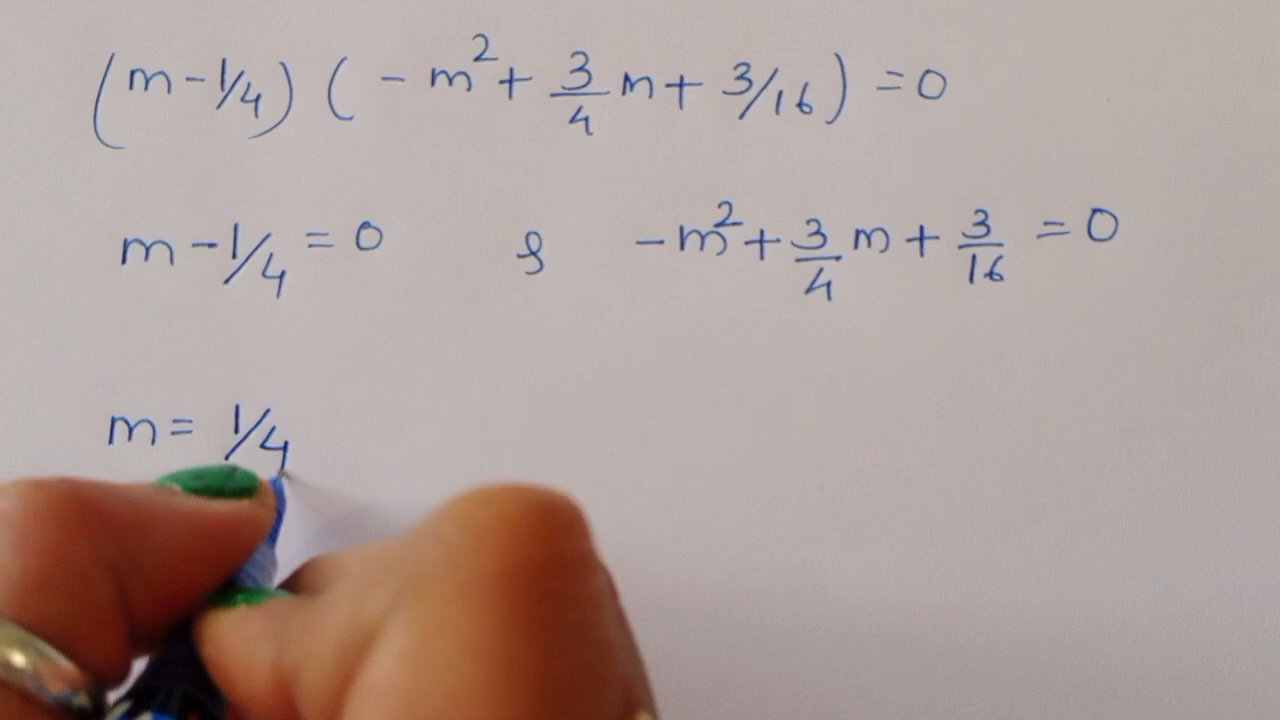 (m - 1/4) ( - m² + 3/4 m + 3/16 ) = 0
m - 1/4 = 0 & - m² + 3/4 m + 3/16 = 0
m = 1/4